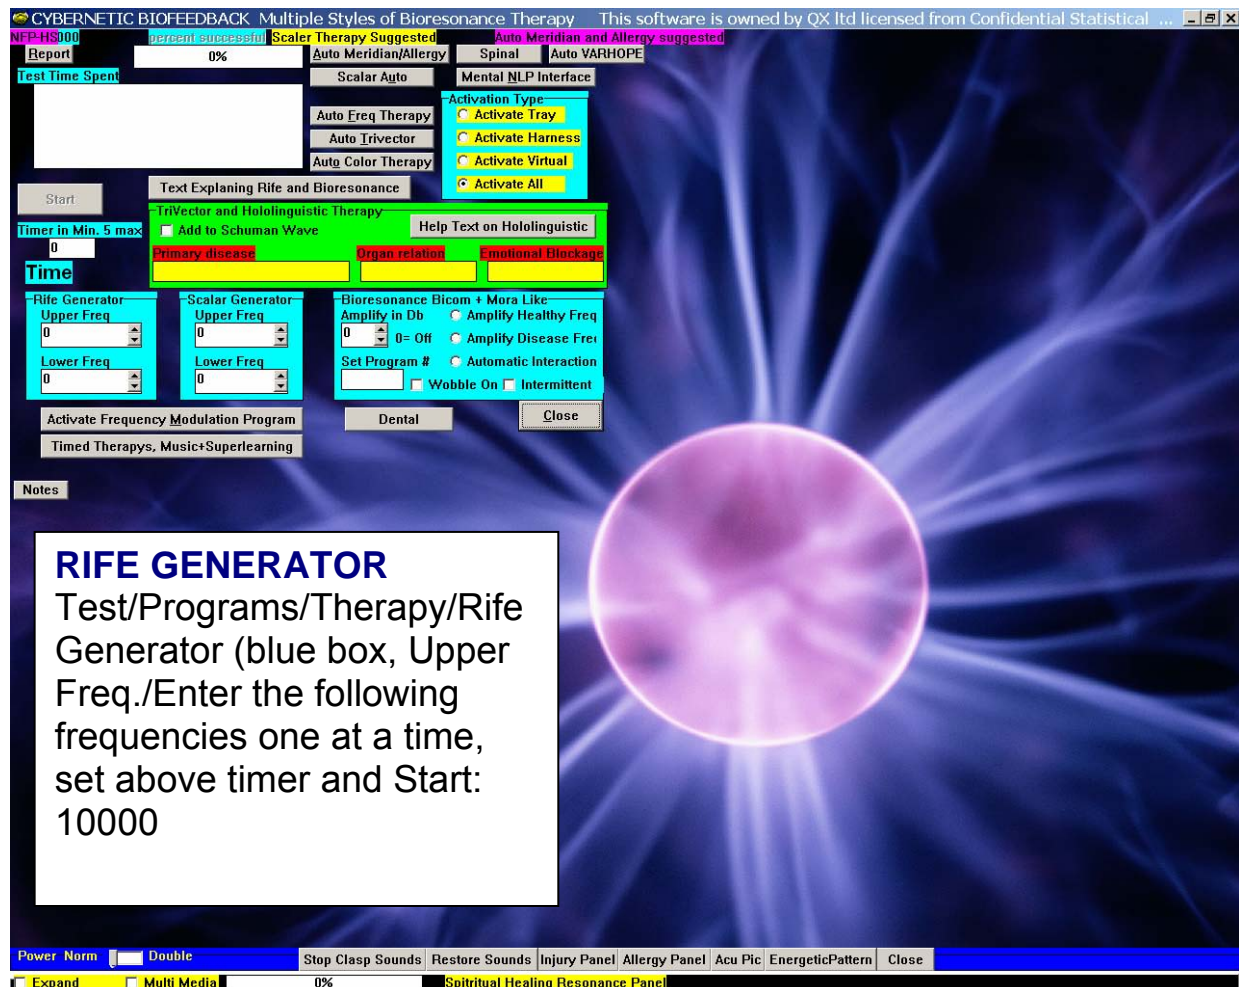 CYBERNETIC BIOFEEDBACK Multiple Styles of Bioresonance Therapy This software is owned by QX ltd licensed from Confidential Statistical ...
NFP-HS000 percent successful Scaler Therapy Suggested Auto Meridian and Allergy suggested
Report 0% Auto Meridian/Allergy Spinal Auto VARHOPE
Test Time Spent Scalar Auto Mental NLP Interface
Activation Type
Auto Freq Therapy Activate Tray
Auto Trivector Activate Harness
Auto Color Therapy Activate Virtual
Text Explaning Rife and Bioresonance Activate All
Start
TriVector and Hololinguistic Therapy
Timer in Min. 5 max Add to Schuman Wave Help Text on Hololinguistic
0
Primary disease Organ relation Emotional Blockage
Time
Rife Generator Scalar Generator Bioresonance Bicom + Mora Like
Upper Freq Upper Freq Amplify in Db Amplify Healthy Freq
0 0 0 0= Off Amplify Disease Fre
Lower Freq Lower Freq Set Program # Automatic Interaction
0 0 Wobble On Intermittent
Activate Frequency Modulation Program Dental Close
Timed Therapys, Music+Superlearning
Notes
RIFE GENERATOR
Test/Programs/Therapy/Rife
Generator (blue box, Upper
Freq./Enter the following
frequencies one at a time,
set above timer and Start:
10000
Power Norm Double Stop Clasp Sounds Restore Sounds Injury Panel Allergy Panel Acu Pic EnergeticPattern Close
Expand Multi Media 0% Spitritual Healing Resonance Panel